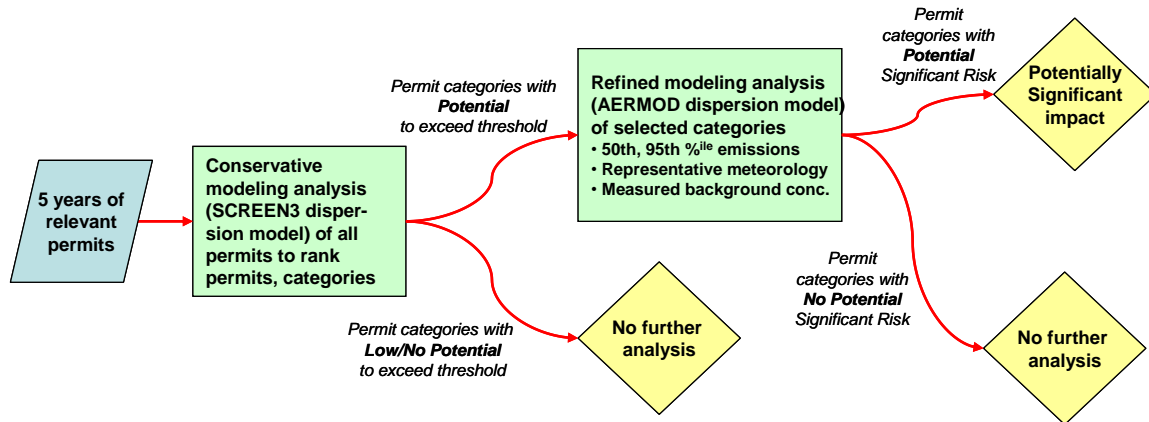 5 years of
relevant
permits
Conservative
modeling analysis
(SCREEN3 disper-
sion model) of all
permits to rank
permits, categories
Permit categories with
Potential
to exceed threshold
Permit categories with
Low/No Potential
to exceed threshold
Refined modeling analysis
(AERMOD dispersion model)
of selected categories
• 50th, 95th %ile emissions
• Representative meteorology
• Measured background conc.
No further
analysis
Permit
categories with
Potential
Significant Risk
Potentially
Significant
impact
Permit
categories with
No Potential
Significant Risk
No further
analysis